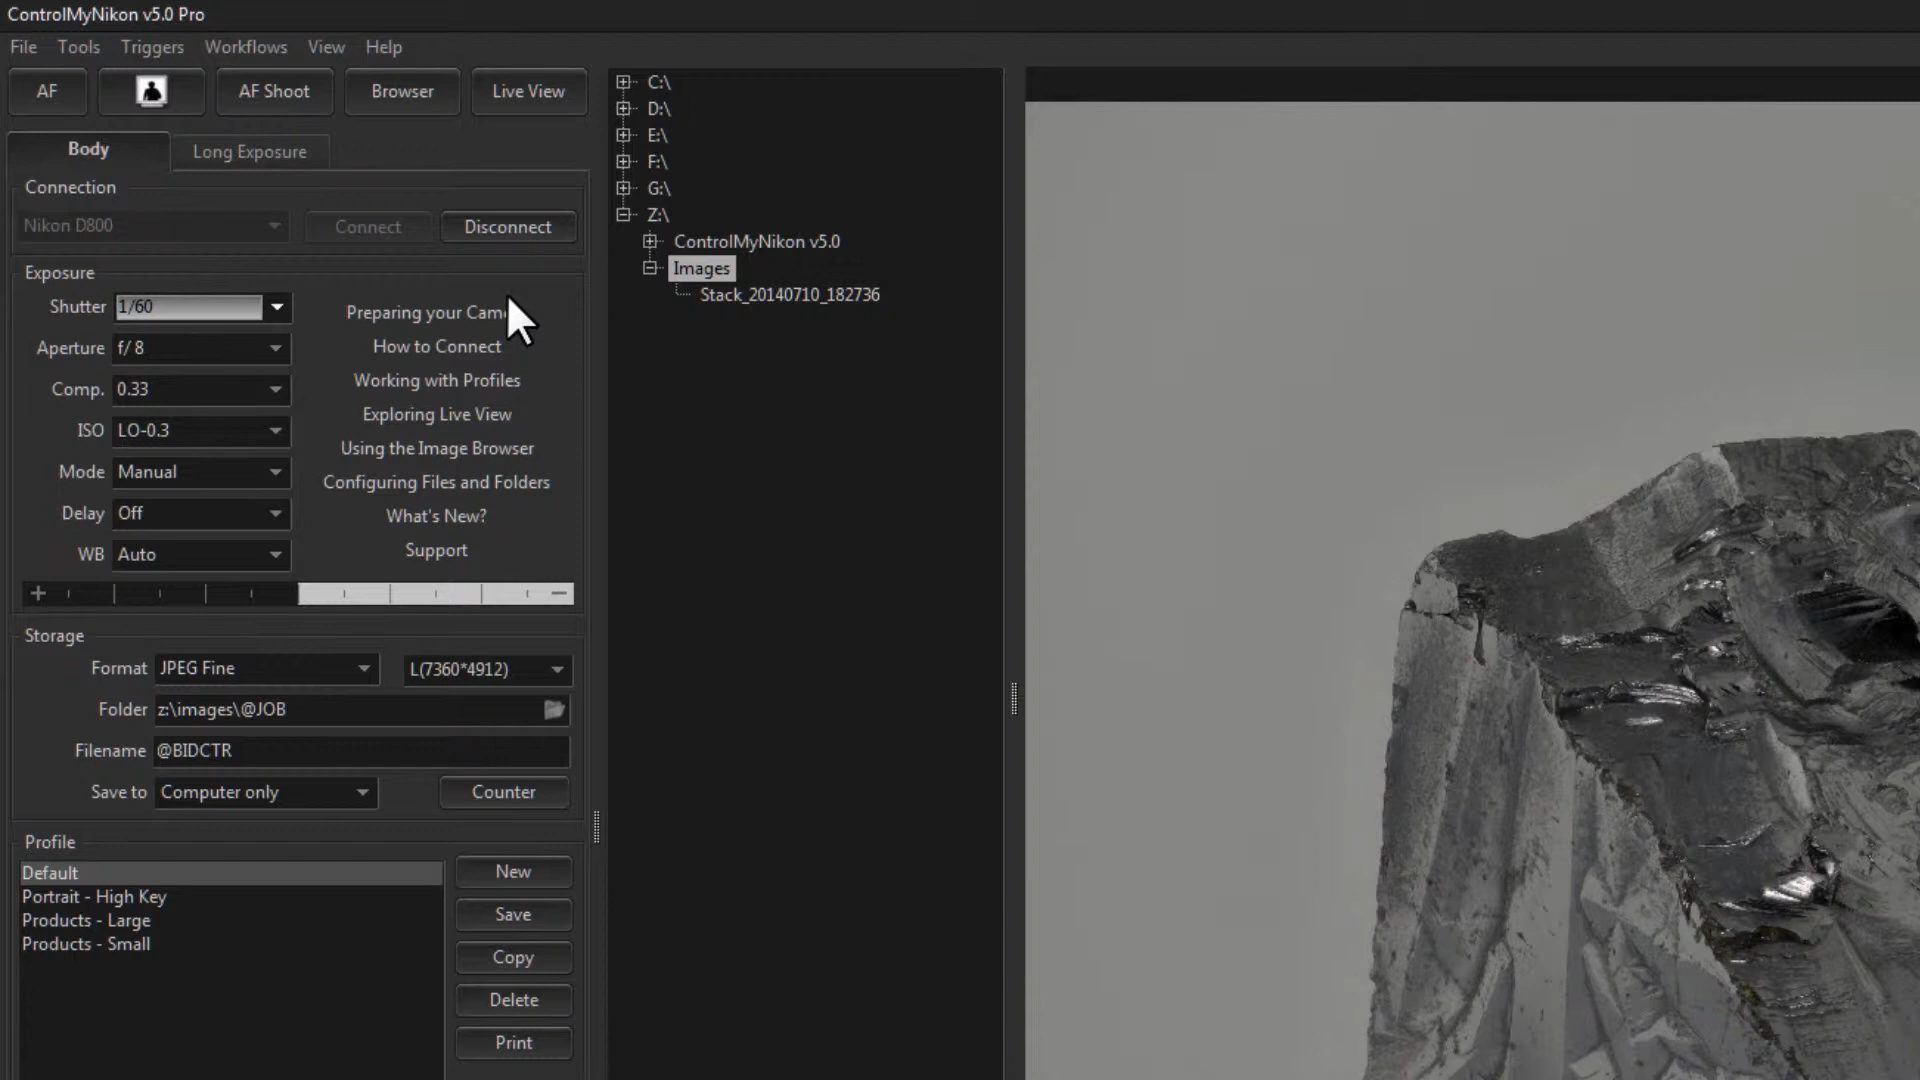 ControlMyNikon v5.0 Pro
File Tools Triggers Workflows View Help
AF AF Shoot Browser Live View
Body Long Exposure
Connection
Nikon D800 Connect Disconnect
Exposure
Shutter 1/60
Aperture f/ 8
Comp. 0.33
ISO LO-0.3
Mode Manual
Delay Off
WB Auto
Preparing your
How to Connect
Working with Profiles
Exploring Live View
Using the Image Browser
Configuring Files and Folders
What's New?
Support
Storage
Format JPEG Fine L(7360*4912)
Folder z:\images\@JOB
Filename @BIDCTR
Save to Computer only Counter
Profile
Default
Portrait - High Key
Products - Large
Products - Small
New
Save
Copy
Delete
Print
C:\
D:\
E:\
F:\
G:\
Z:\
ControlMyNikon v5.0
Images
Stack_20140710_182736